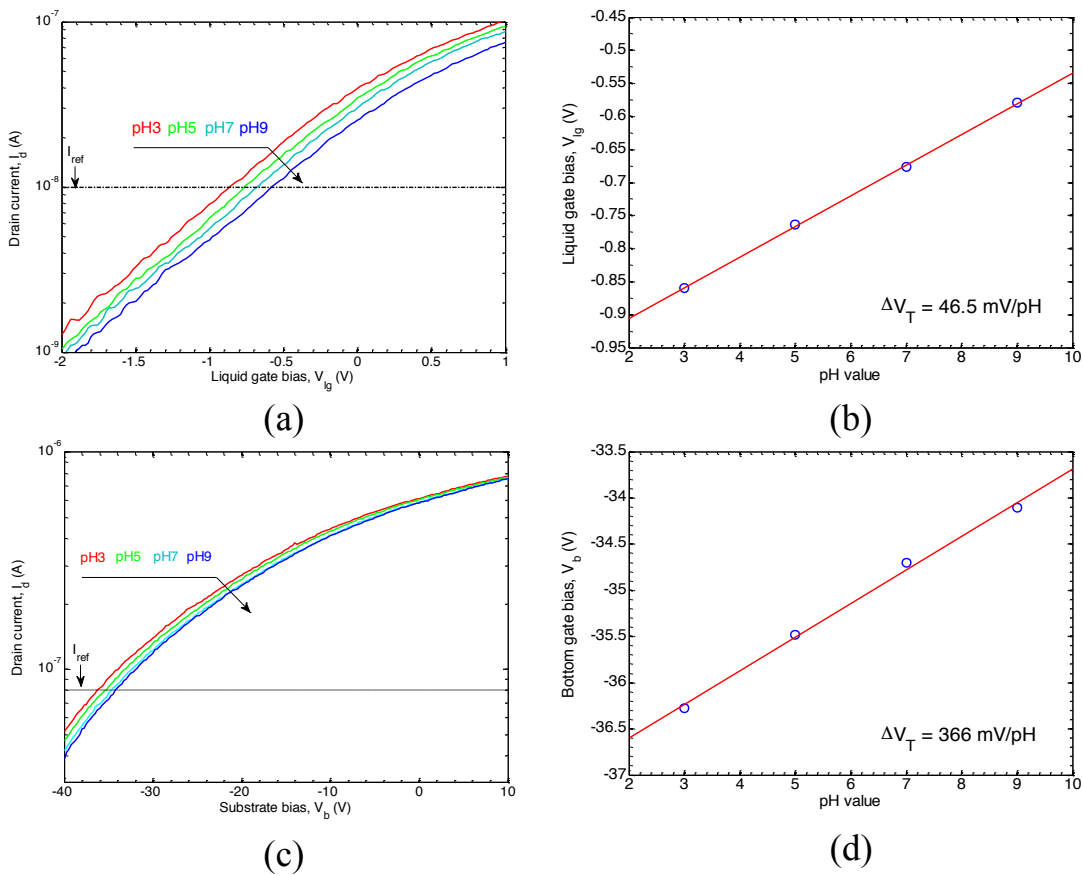 10^-7
10^-8
10^-9
Drain current, I_d (A)
I_ref
pH3 pH5 pH7 pH9
-2 -1.5 -1 -0.5 0 0.5 1
Liquid gate bias, V_lg (V)
(a)
-0.45
-0.5
-0.55
-0.6
-0.65
-0.7
-0.75
-0.8
-0.85
-0.9
-0.95
Liquid gate bias, V_lg (V)
ΔV_T = 46.5 mV/pH
2 3 4 5 6 7 8 9 10
pH value
(b)
10^-6
10^-7
Drain current, I_d (A)
pH3 pH5 pH7 pH9
I_ref
-40 -30 -20 -10 0 10
Substrate bias, V_b (V)
(c)
-33.5
-34
-34.5
-35
-35.5
-36
-36.5
-37
Bottom gate bias, V_b (V)
ΔV_T = 366 mV/pH
2 3 4 5 6 7 8 9 10
pH value
(d)